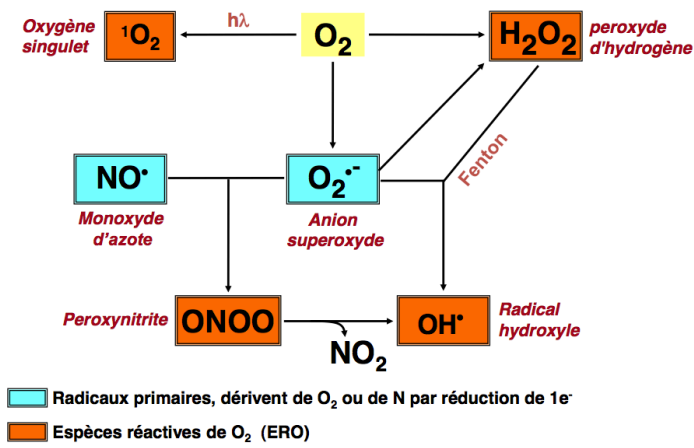 Oxygène
singulet
¹O₂
hλ
O₂
H₂O₂
peroxyde
d'hydrogène
Fenton
NO•
O₂•-
Monoxyde
d'azote
Anion
superoxyde
Peroxynitrite
ONOO
NO₂
OH•
Radical
hydroxyle
Radicaux primaires, dérivent de O₂ ou de N par réduction de 1e⁻
Espèces réactives de O₂ (ERO)